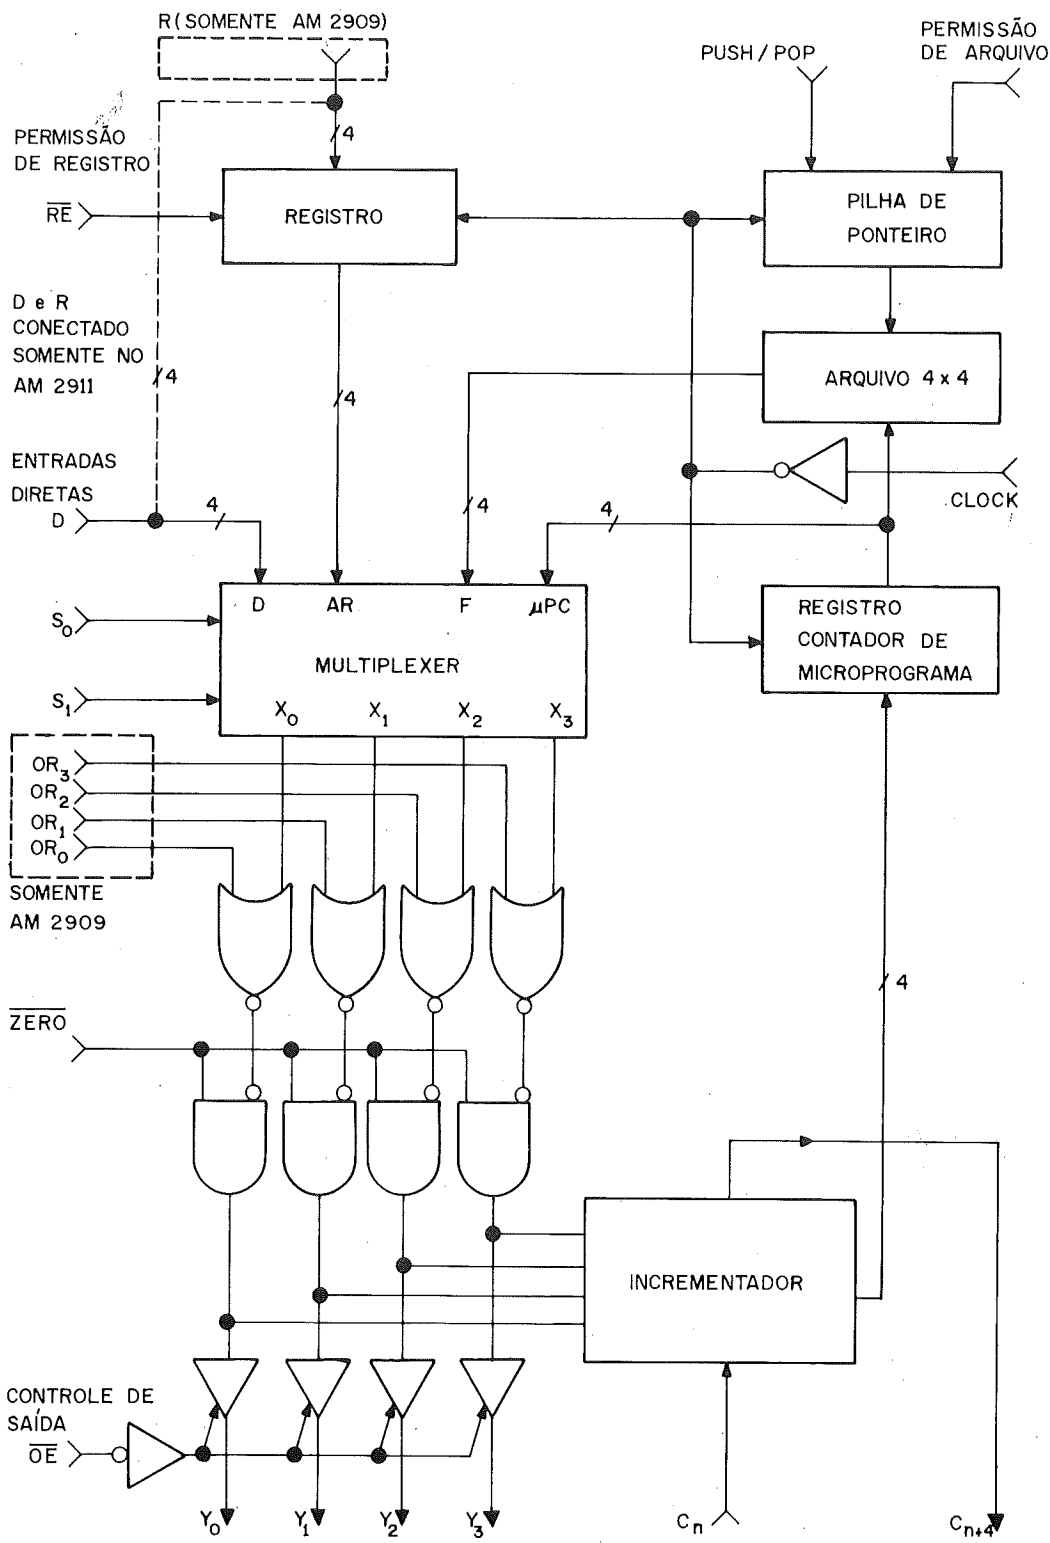 R (SOMENTE AM 2909)
PUSH / POP
PERMISSÃO
DE ARQUIVO
4
PERMISSÃO
DE REGISTRO
RE
REGISTRO
PILHA DE
PONTEIRO
D e R
CONECTADO
SOMENTE NO
AM 2911
4
4
ARQUIVO 4 x 4
ENTRADAS
DIRETAS
D
4
4
4
CLOCK
D AR F µPC
MULTIPLEXER
X0 X1 X2 X3
S0
S1
REGISTRO
CONTADOR DE
MICROPROGRAMA
OR3
OR2
OR1
OR0
SOMENTE
AM 2909
4
ZERO
INCREMENTADOR
CONTROLE DE
SAÍDA
OE
Y0 Y1 Y2 Y3 Cn Cn+4